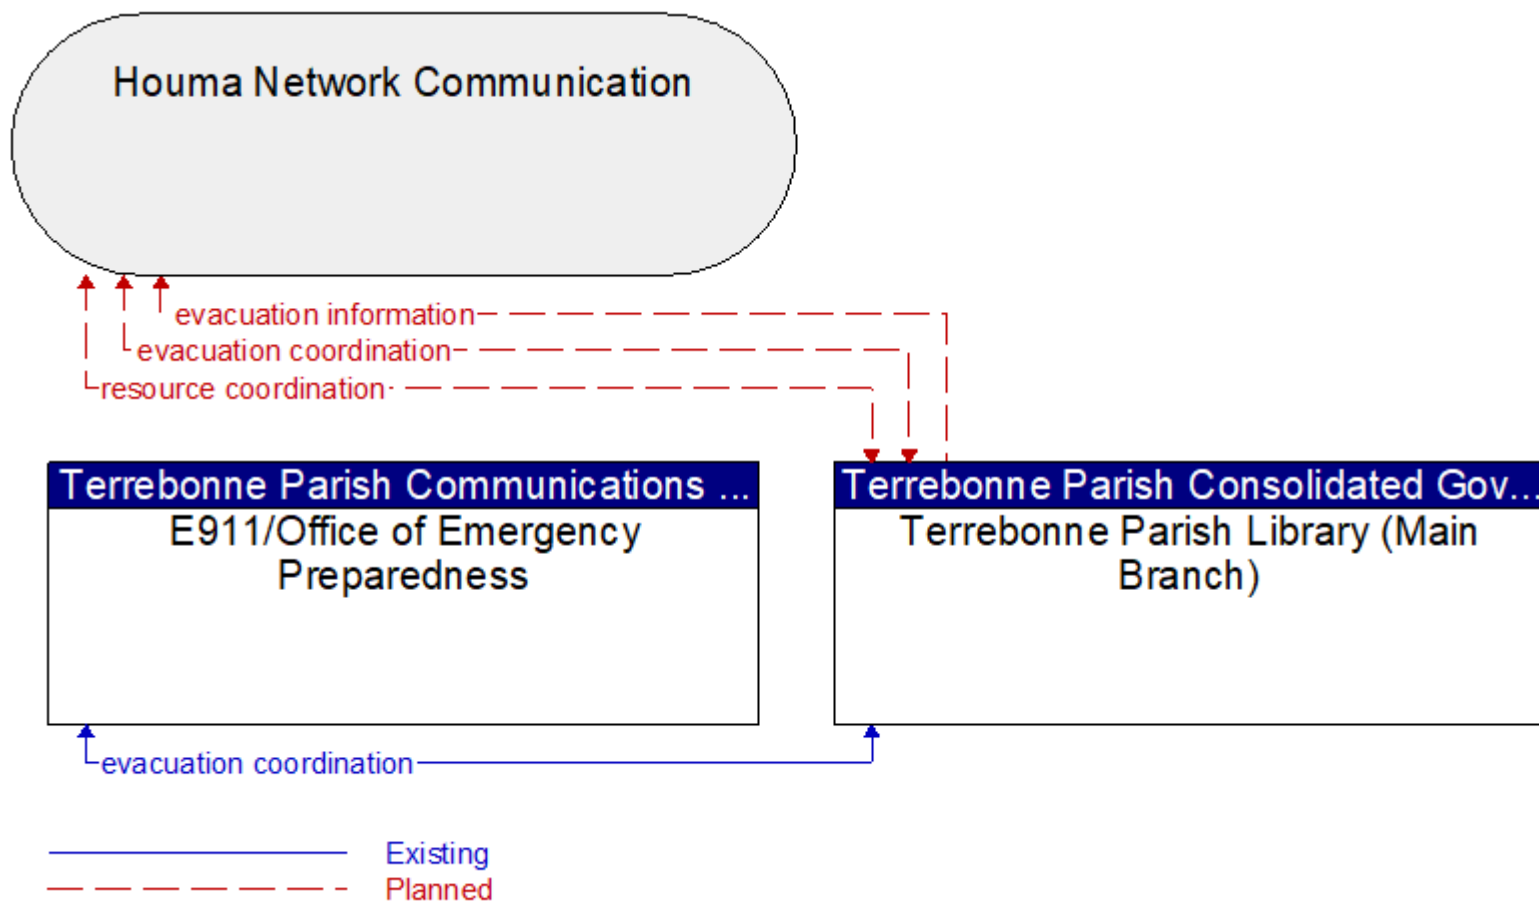 Houma Network Communication
evacuation information
evacuation coordination
resource coordination
Terrebonne Parish Communications ...
E911/Office of Emergency
Preparedness
Terrebonne Parish Consolidated Gov...
Terrebonne Parish Library (Main
Branch)
evacuation coordination
Existing
Planned